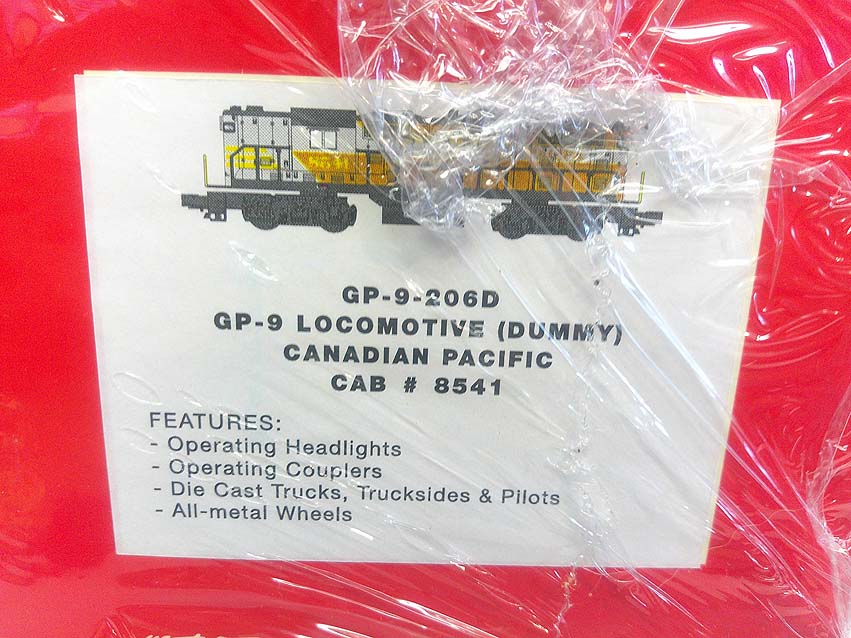 GP-9-206D
GP-9 LOCOMOTIVE (DUMMY)
CANADIAN PACIFIC
CAB # 8541
FEATURES:
- Operating Headlights
- Operating Couplers
- Die Cast Trucks, Trucksides & Pilots
- All-metal Wheels